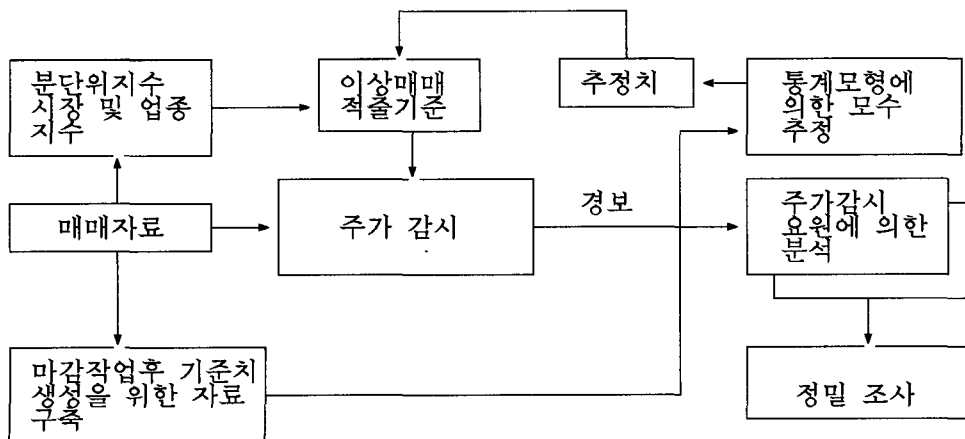 분단위지수
시장 및 업종
지수
이상매매
적출기준
추정치
통계모형에
의한 모수
추정
매매자료
주가 감시
경보
주가감시
요원에 의한
분석
마감작업후 기준치
생성을 위한 자료
구축
정밀 조사